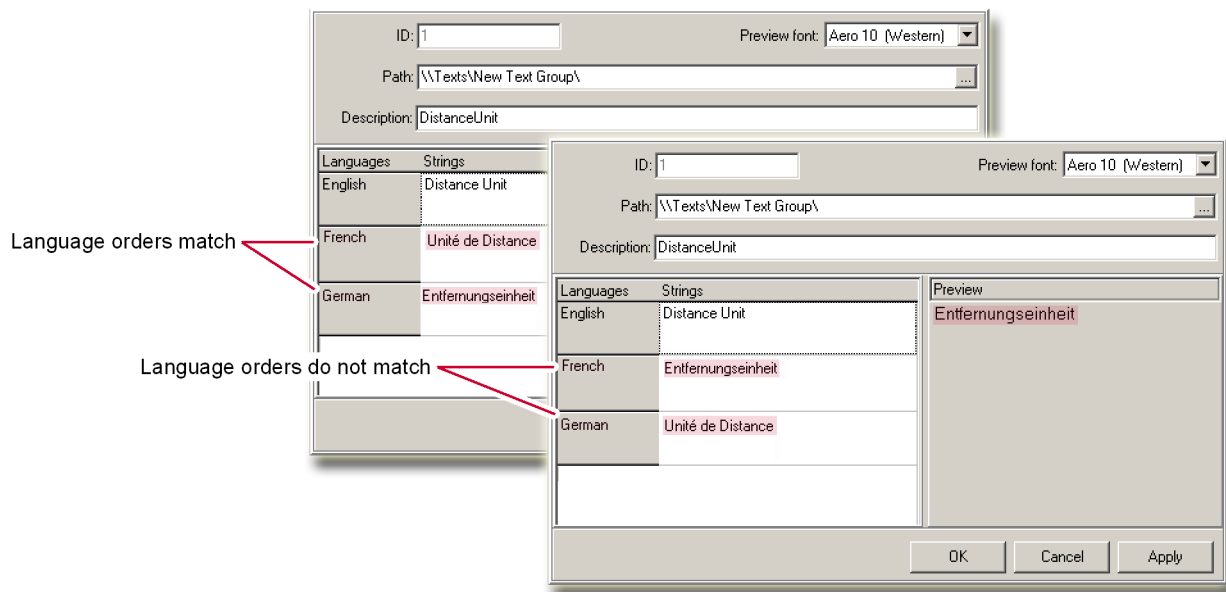 ID: 1 Preview font: Aero 10 (Western)
Path: \\Texts\New Text Group\ ...
Description: DistanceUnit
Languages Strings
English Distance Unit
French Unité de Distance
German Entfernungseinheit
Language orders match
ID: 1 Preview font: Aero 10 (Western)
Path: \\Texts\New Text Group\ ...
Description: DistanceUnit
Languages Strings Preview
English Distance Unit Entfernungseinheit
French Entfernungseinheit
German Unité de Distance
Language orders do not match
OK Cancel Apply